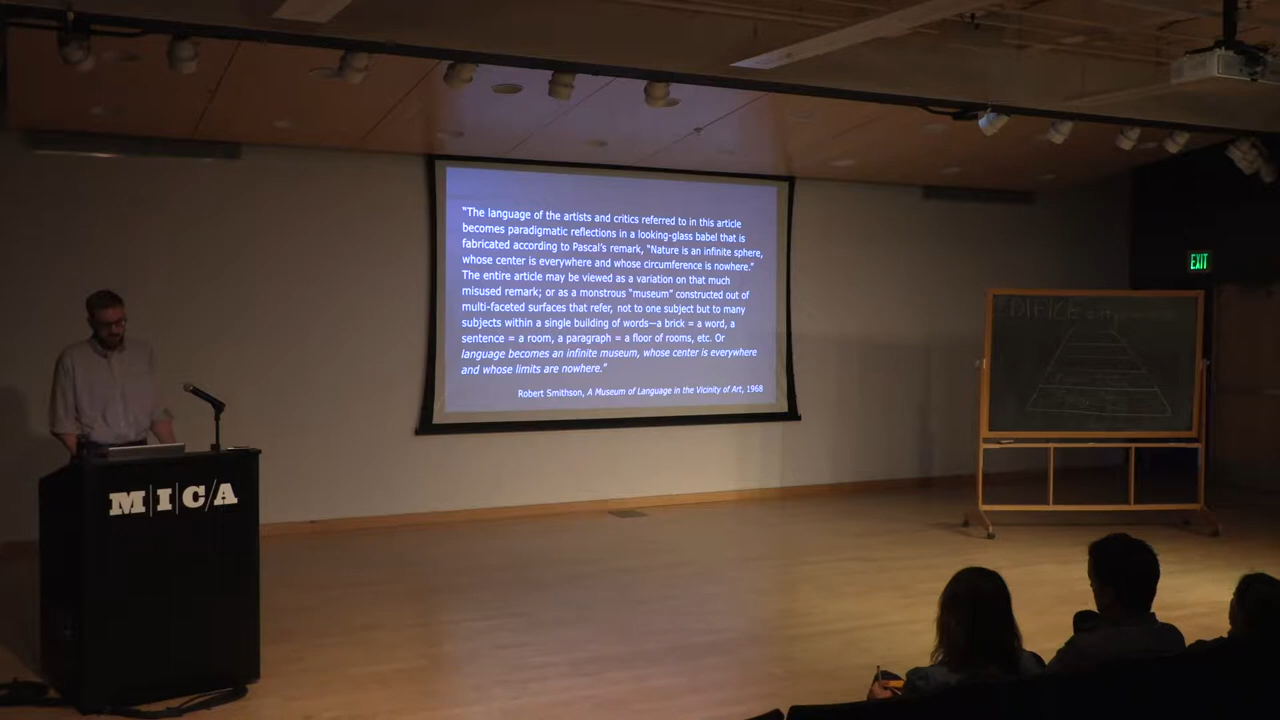 "The language of the artists and critics referred to in this article
becomes paradigmatic reflections in a looking-glass babel that is
fabricated according to Pascal's remark, "Nature is an infinite sphere,
whose center is everywhere and whose circumference is nowhere."
The entire article may be viewed as a variation on that much
misused remark; or as a monstrous "museum" constructed out of
multi-faceted surfaces that refer, not to one subject but to many
subjects within a single building of words—a brick = a word, a
sentence = a room, a paragraph = a floor of rooms, etc. Or
language becomes an infinite museum, whose center is everywhere
and whose limits are nowhere."
Robert Smithson, A Museum of Language in the Vicinity of Art, 1968
EXIT
EDIFICE
M|I|C/A